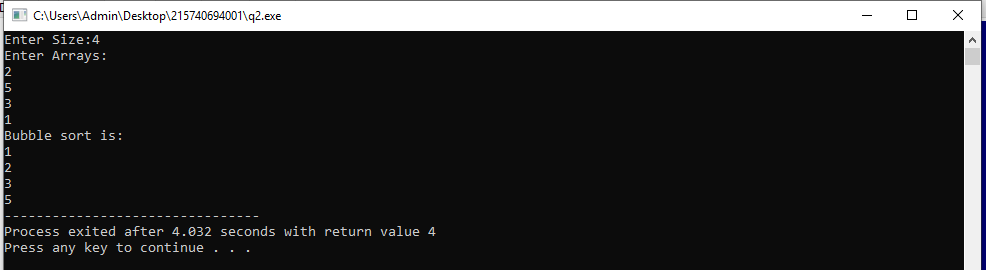 C:\Users\Admin\Desktop\215740694001\q2.exe
Enter Size:4
Enter Arrays:
2
5
3
1
Bubble sort is:
1
2
3
5
--------------------------------
Process exited after 4.032 seconds with return value 4
Press any key to continue . . .